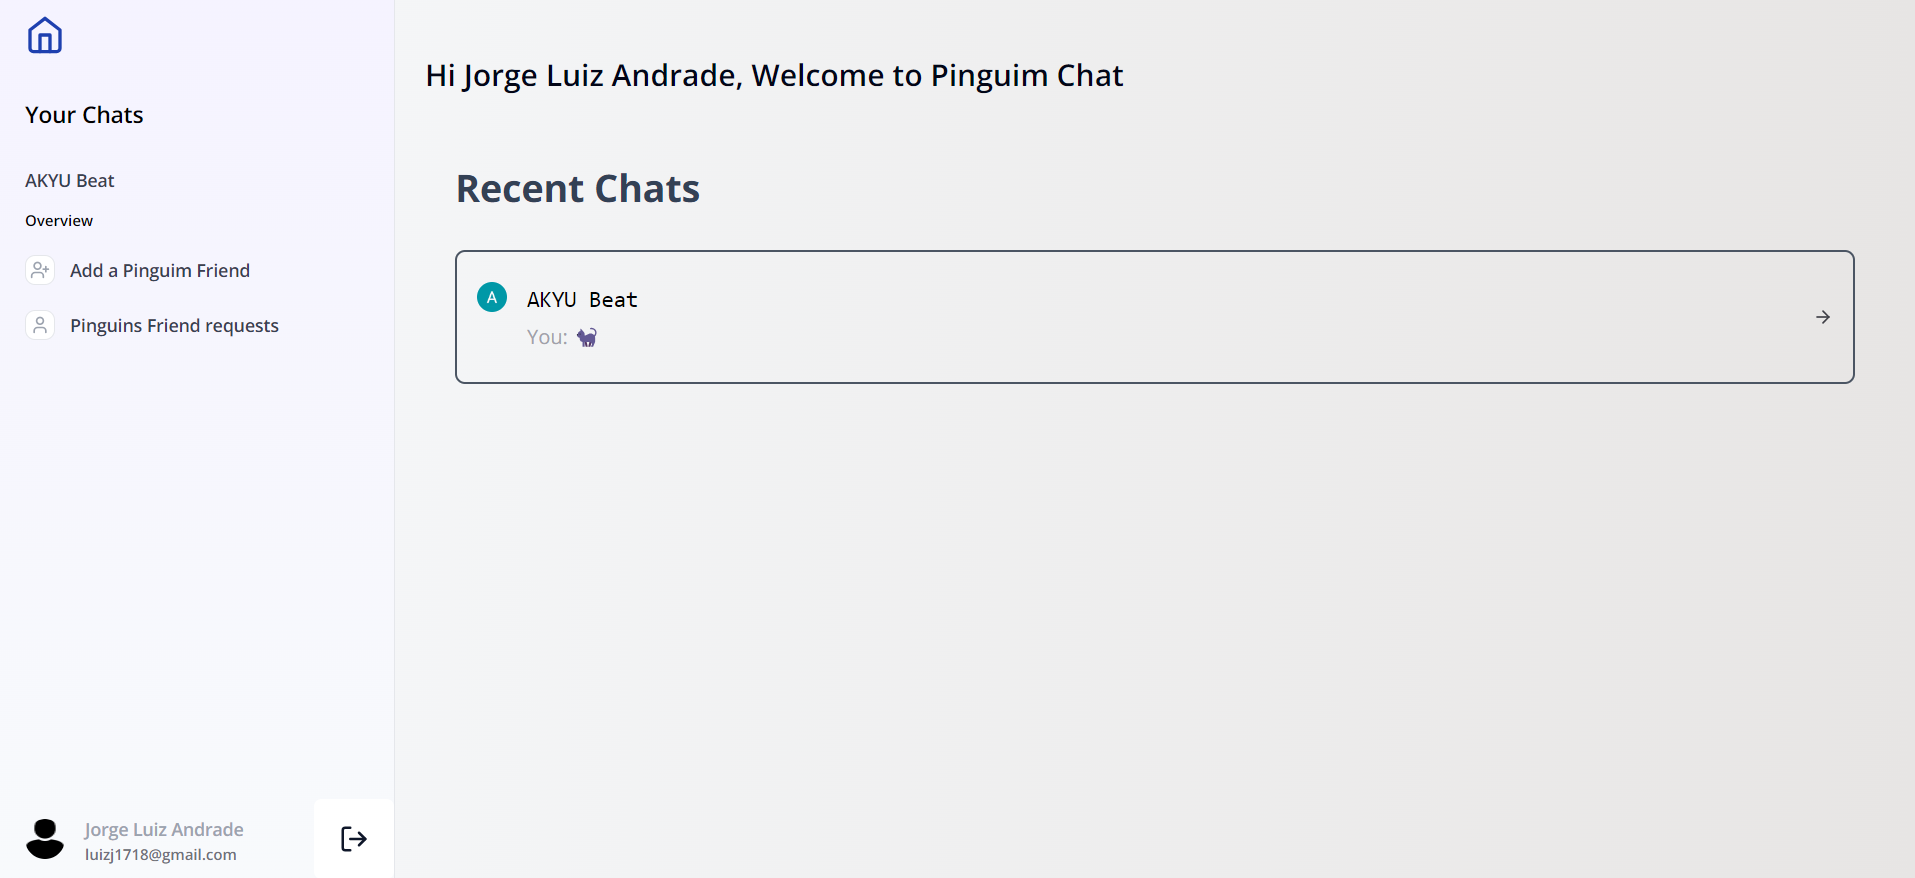 Your Chats
AKYU Beat
Overview
Add a Pinguim Friend
Pinguins Friend requests
Jorge Luiz Andrade
luizj1718@gmail.com
Hi Jorge Luiz Andrade, Welcome to Pinguim Chat
Recent Chats
A
AKYU Beat
You: 🐈‍⬛